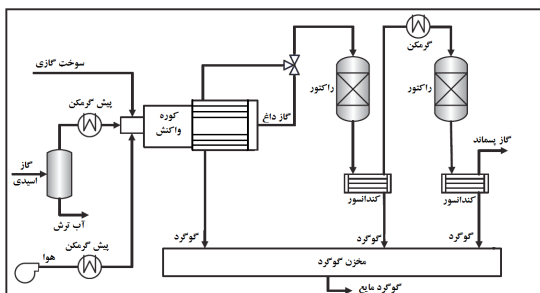 سوخت گازی
پیش گرمکن
گاز
اسیدی
آب ترش
هوا
پیش گرمکن
کوره
واکنش
گاز داغ
راکتور
گرمکن
راکتور
کندانسور
گاز پسماند
کندانسور
گوگرد
گوگرد
گوگرد
مخزن گوگرد
گوگرد مایع